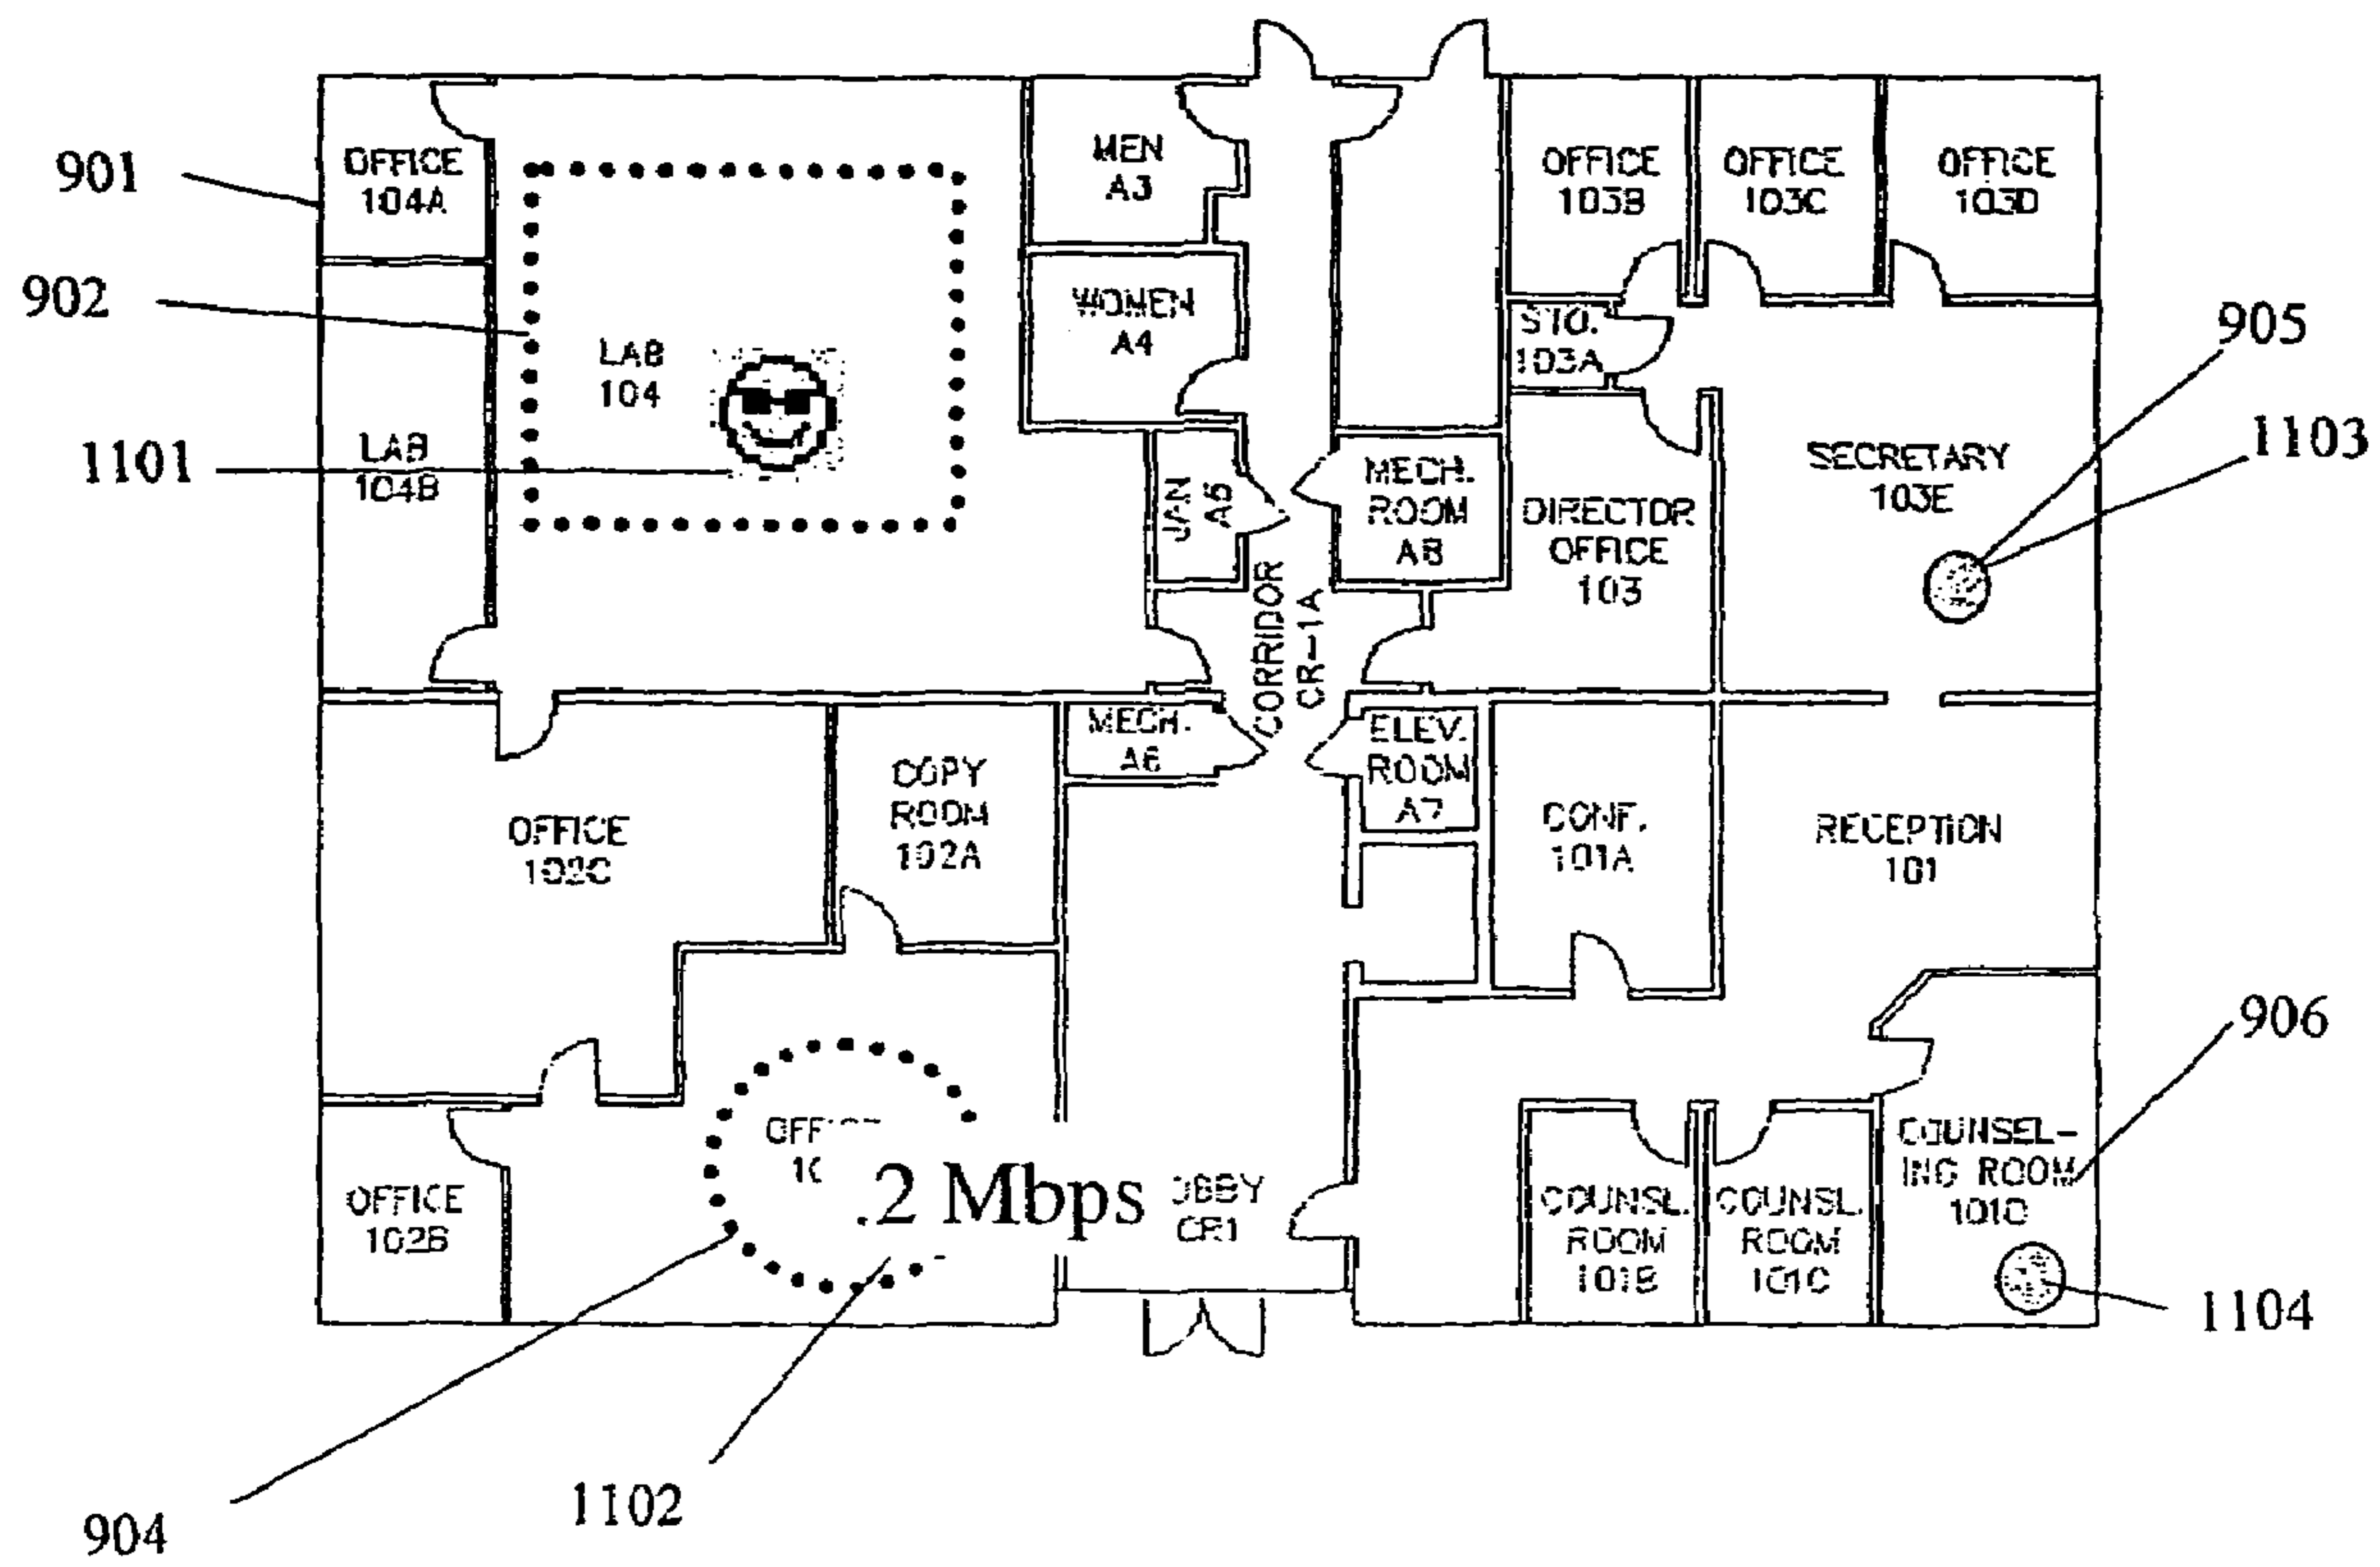 901
OFFICE
104A
902
LAB
104
1101
LAB
104B
MEN
A3
WOMEN
A4
JAN
A5
MECH.
ROOM
A8
CORRIDOR
CR-1A
OFFICE
103B
OFFICE
103C
OFFICE
103D
STO.
103A
905
1103
SECRETARY
103E
DIRECTOR
OFFICE
103
MECH.
A6
ELEV.
ROOM
A7
COPY
ROOM
102A
OFFICE
102C
CONF.
101A
RECEPTION
101
906
COUNSEL-
ING ROOM
COUNSL.
ROOM
101B
COUNSL.
ROOM
101C
OFFICE
102B
.2 Mbps
CR1
1104
904
1102